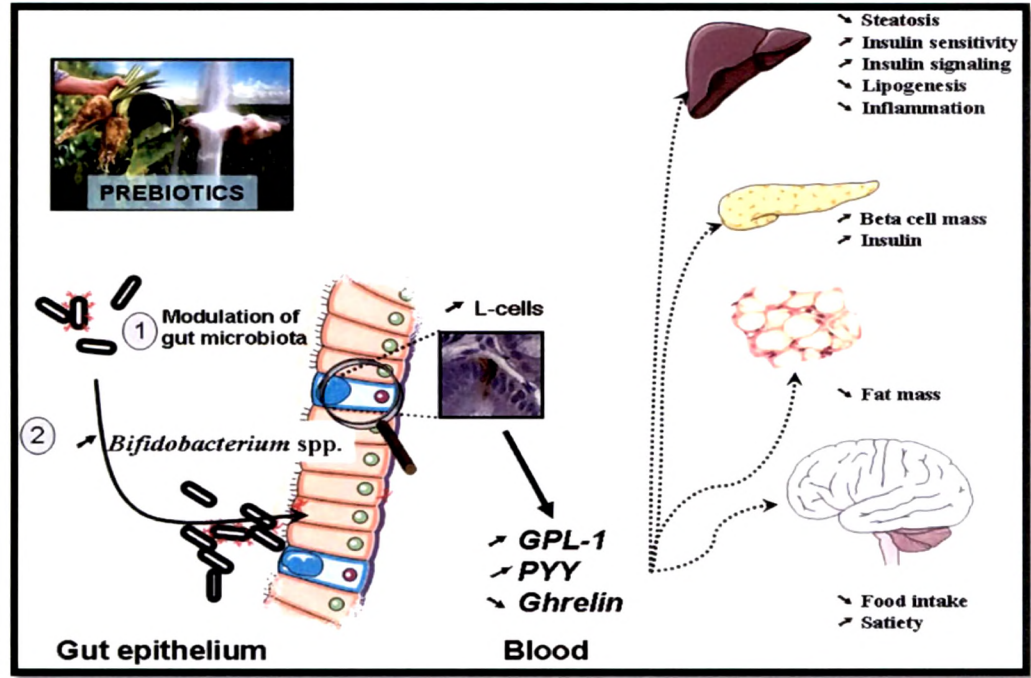 PREBIOTICS
1
Modulation of
gut microbiota
2
↗ Bifidobacterium spp.
↗ L-cells
↗ GPL-1
↗ PYY
↘ Ghrelin
Gut epithelium
Blood
↘ Steatosis
↗ Insulin sensitivity
↗ Insulin signaling
↘ Lipogenesis
↘ Inflammation
↗ Beta cell mass
↗ Insulin
↘ Fat mass
↘ Food intake
↗ Satiety